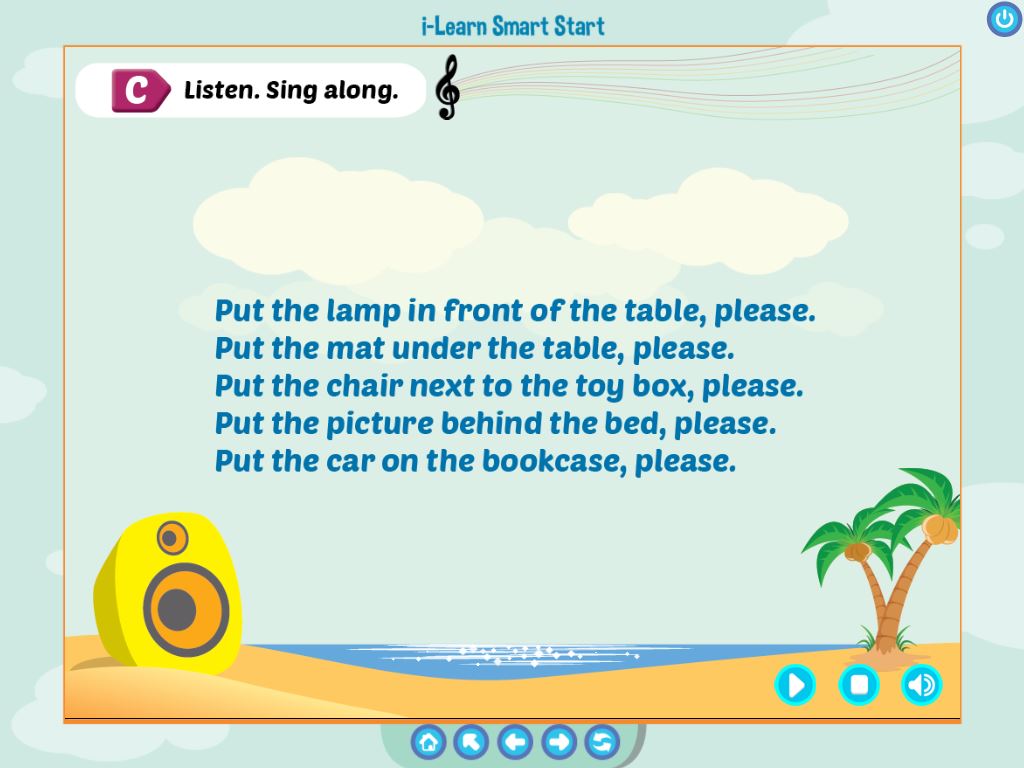 i-Learn Smart Start
C Listen. Sing along.
Put the lamp in front of the table, please.
Put the mat under the table, please.
Put the chair next to the toy box, please.
Put the picture behind the bed, please.
Put the car on the bookcase, please.